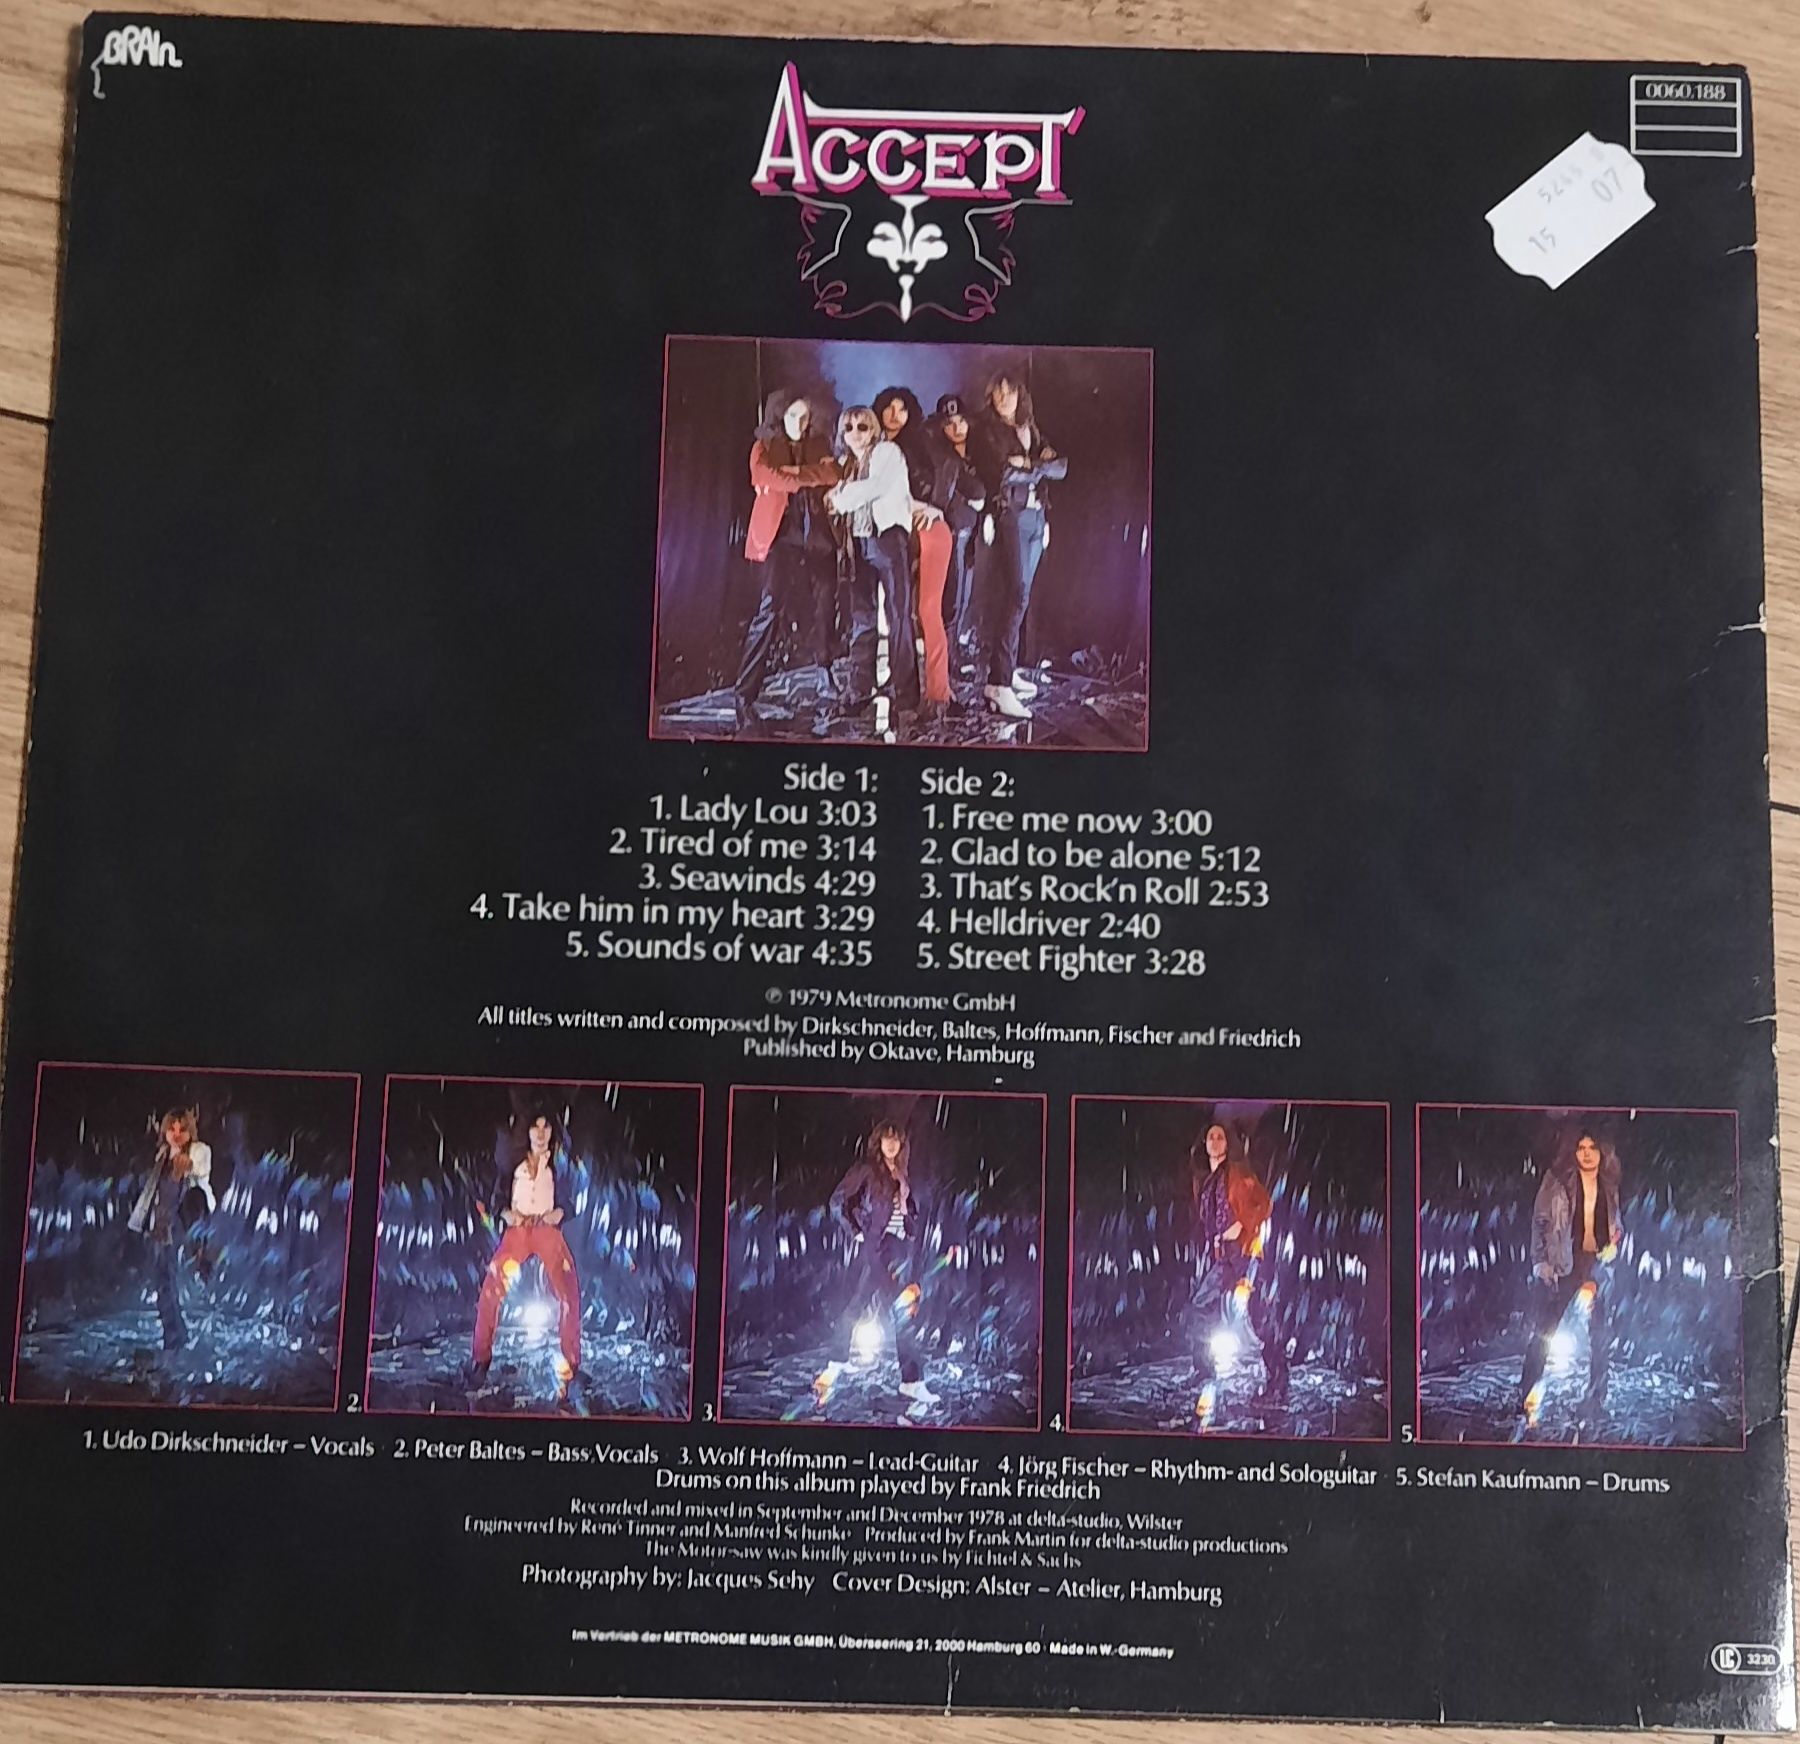 BRAIN
0060.188
ACCEPT
07
15
Side 1:
1. Lady Lou 3:03
2. Tired of me 3:14
3. Seawinds 4:29
4. Take him in my heart 3:29
5. Sounds of war 4:35
Side 2:
1. Free me now 3:00
2. Glad to be alone 5:12
3. That's Rock'n Roll 2:53
4. Helldriver 2:40
5. Street Fighter 3:28
℗ 1979 Metronome GmbH
All titles written and composed by Dirkschneider, Baltes, Hoffmann, Fischer and Friedrich
Published by Oktave, Hamburg
2.
3.
4.
5.
1. Udo Dirkschneider – Vocals · 2. Peter Baltes – Bass, Vocals · 3. Wolf Hoffmann – Lead-Guitar · 4. Jörg Fischer – Rhythm- and Sologuitar · 5. Stefan Kaufmann – Drums
Drums on this album played by Frank Friedrich
Recorded and mixed in September and December 1978 at delta-studio, Wilster
Engineered by René Tinner and Manfred Schunke Produced by Frank Martin for delta-studio productions
The Motor-saw was kindly given to us by Fichtel & Sachs
Photography by: Jacques Schy Cover Design: Alster – Atelier, Hamburg
Im Vertrieb der METRONOME MUSIK GMBH, Überseering 21, 2000 Hamburg 60 · Made in W.-Germany
LC 3230